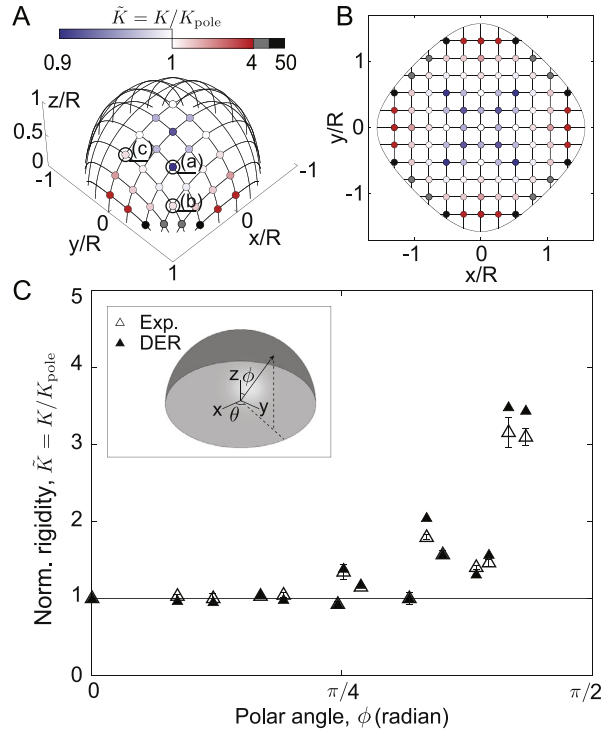 A
K̃ = K/K_pole
0.9 1 4 50
z/R
1
0.5
0
-1
0
1
y/R
(c)
(a)
(b)
-1
0
x/R
B
y/R
1
0
-1
-1 0 1
x/R
C
Norm. rigidity, K̃ = K/K_pole
5
4
3
2
1
0
△ Exp.
▲ DER
z ϕ
x θ y
0 π/4 π/2
Polar angle, ϕ (radian)